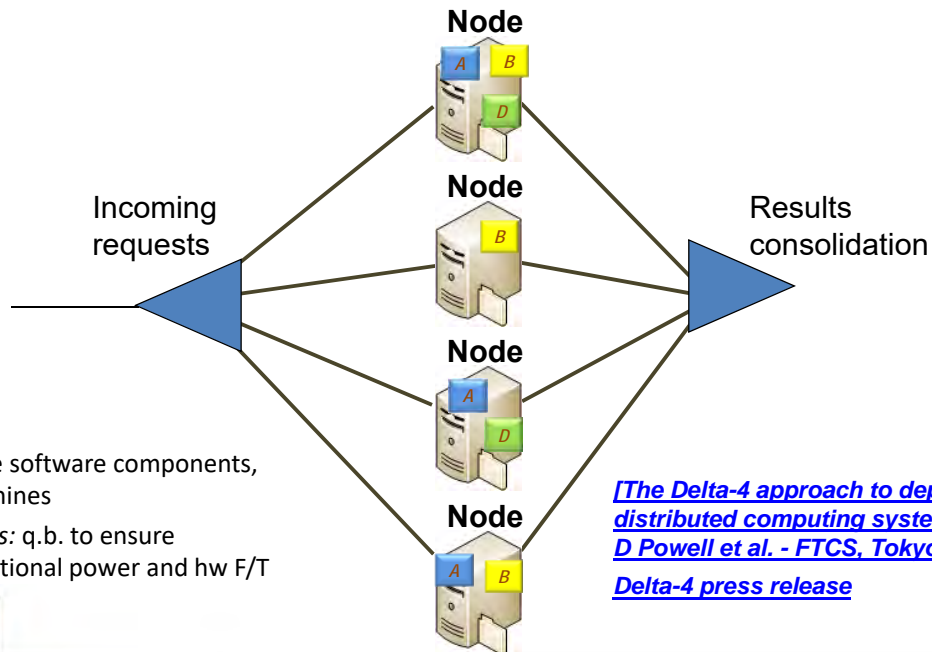 Node
A
B
D
Node
B
Incoming
requests
Results
consolidation
Node
A
D
e software components,
hines
s: q.b. to ensure
tional power and hw F/T
Node
A
B
[The Delta-4 approach to dep
distributed computing syste
D Powell et al. - FTCS, Tokyo
Delta-4 press release